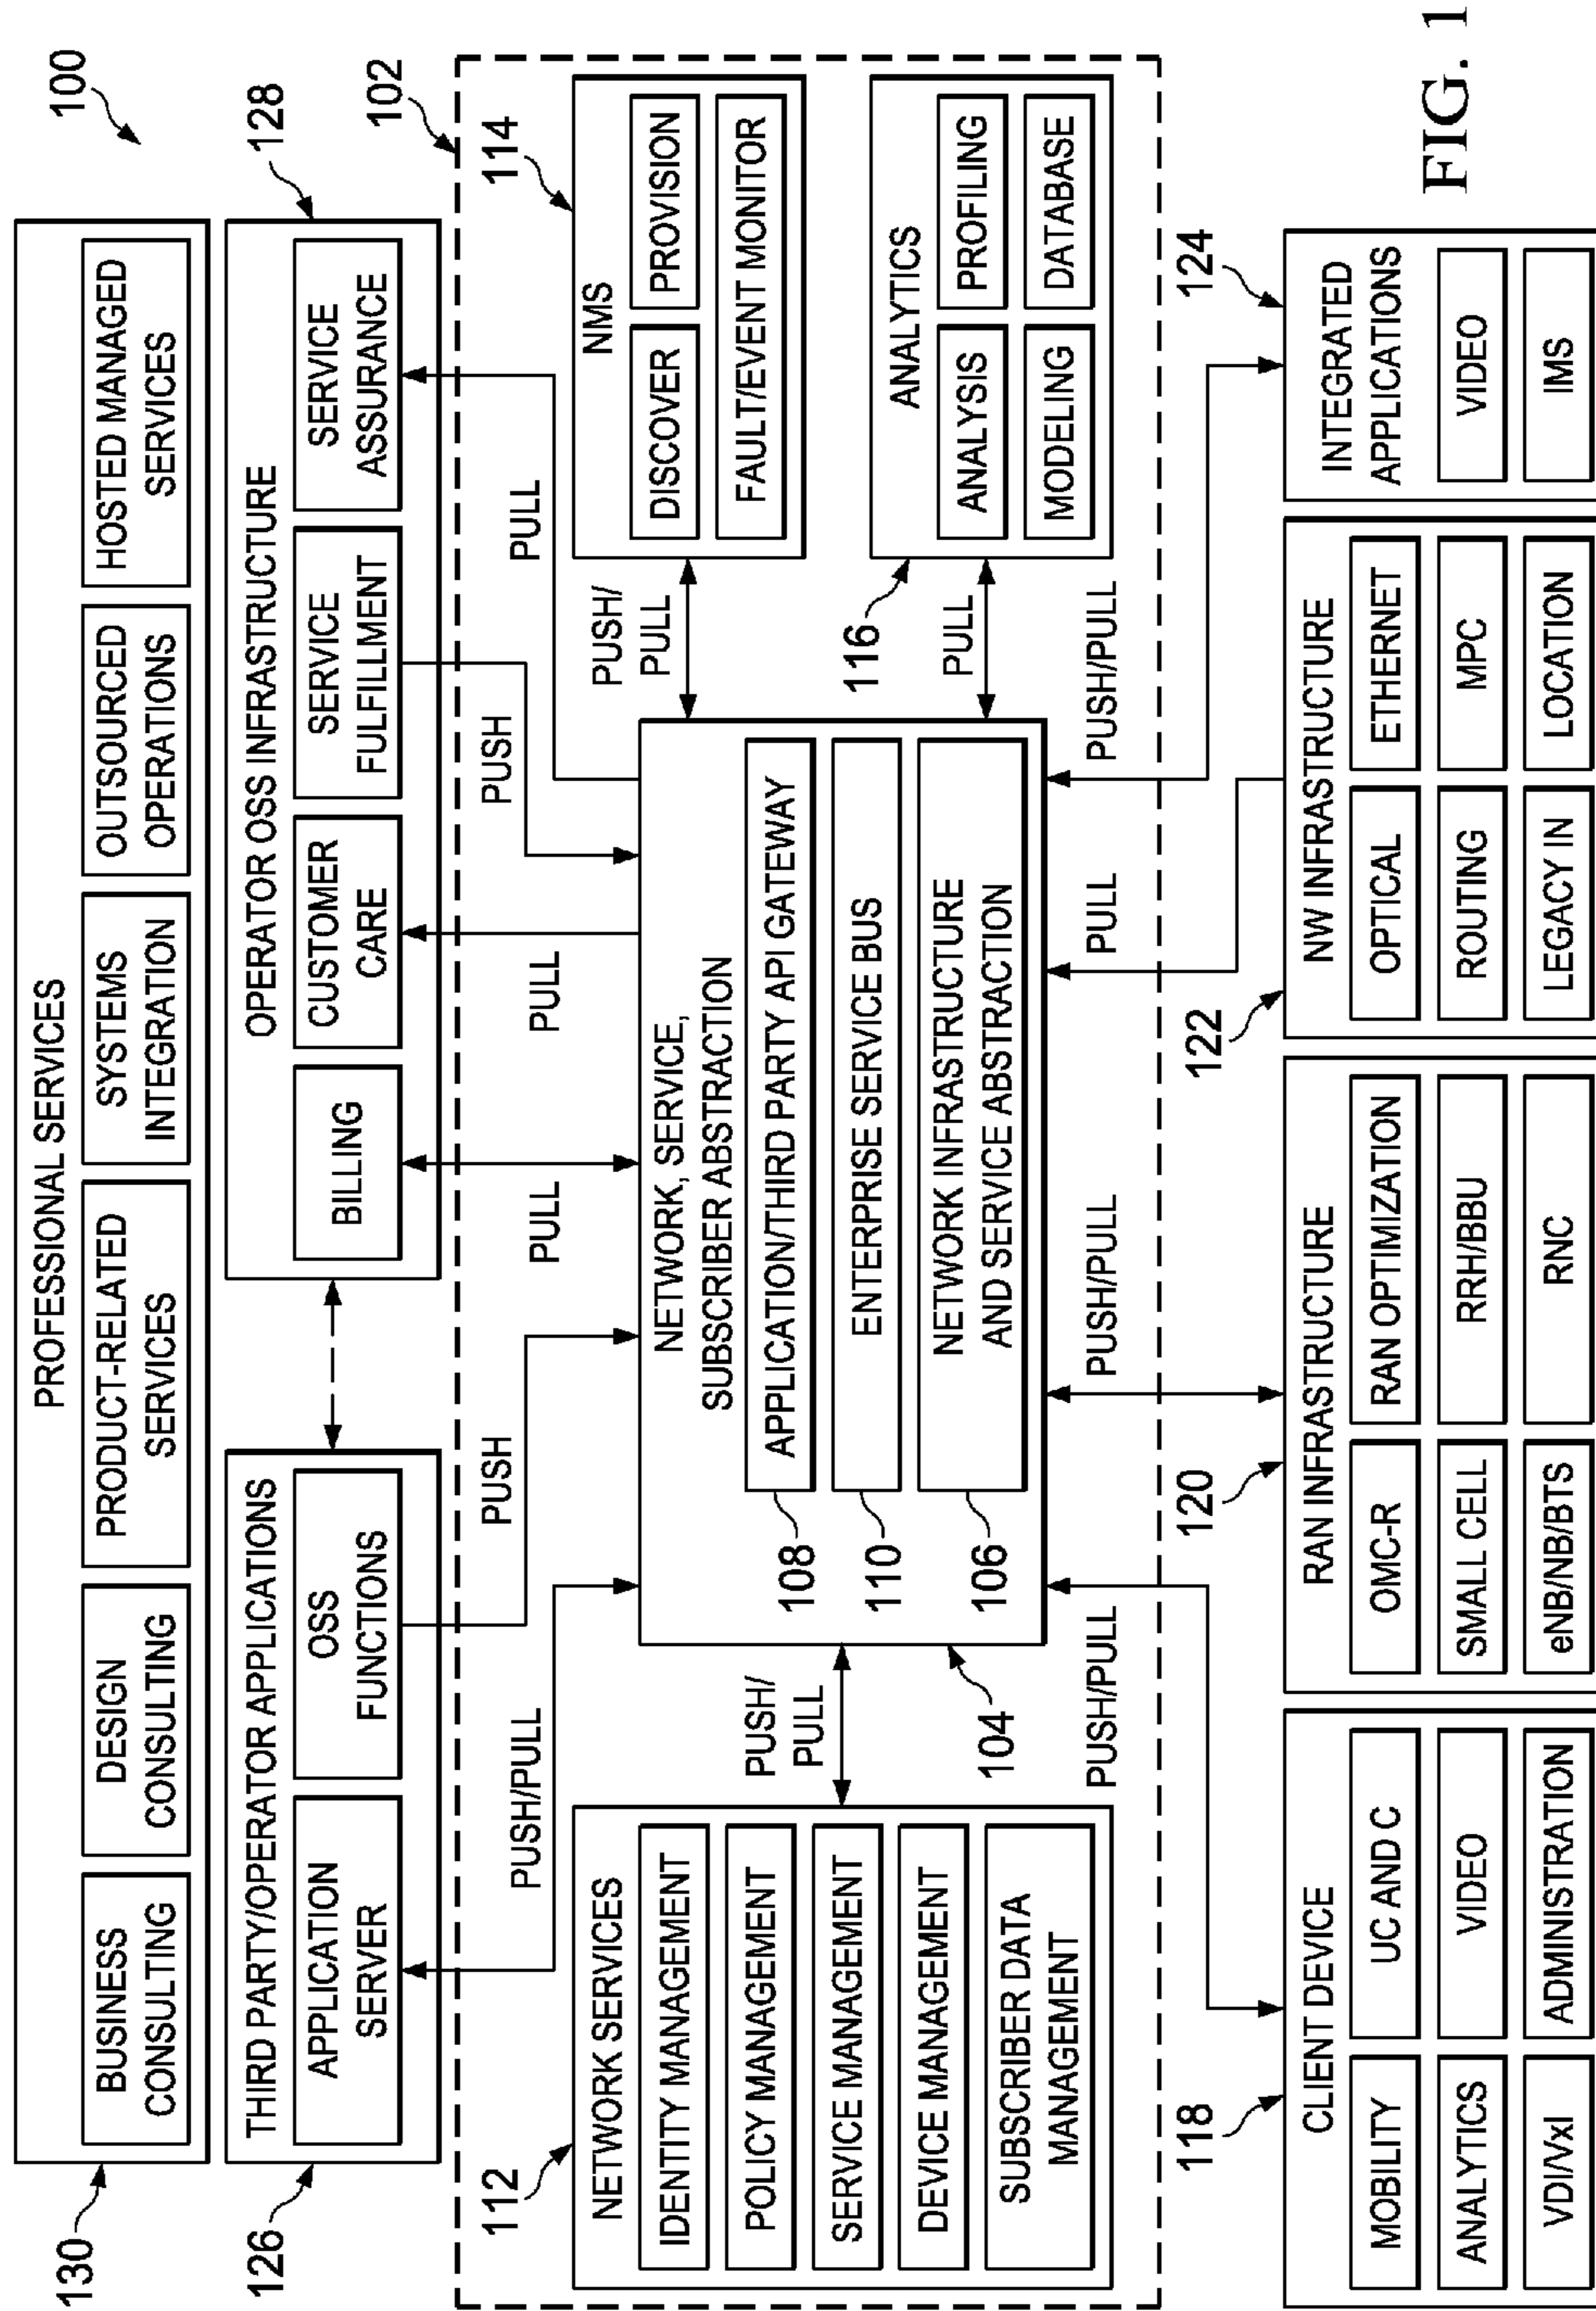 100
130
PROFESSIONAL SERVICES
BUSINESS
CONSULTING
DESIGN
CONSULTING
PRODUCT-RELATED
SERVICES
SYSTEMS
INTEGRATION
OUTSOURCED
OPERATIONS
HOSTED MANAGED
SERVICES
126
THIRD PARTY/OPERATOR APPLICATIONS
APPLICATION
SERVER
OSS
FUNCTIONS
128
OPERATOR OSS INFRASTRUCTURE
BILLING
CUSTOMER
CARE
SERVICE
FULFILLMENT
SERVICE
ASSURANCE
102
PUSH/PULL
PUSH
PULL
PULL
PUSH
PULL
112
NETWORK SERVICES
IDENTITY MANAGEMENT
POLICY MANAGEMENT
SERVICE MANAGEMENT
DEVICE MANAGEMENT
SUBSCRIBER DATA
MANAGEMENT
PUSH/
PULL
104
NETWORK, SERVICE,
SUBSCRIBER ABSTRACTION
108
APPLICATION/THIRD PARTY API GATEWAY
110
ENTERPRISE SERVICE BUS
106
NETWORK INFRASTRUCTURE
AND SERVICE ABSTRACTION
PUSH/
PULL
114
NMS
DISCOVER
PROVISION
FAULT/EVENT MONITOR
116
PULL
ANALYTICS
ANALYSIS
PROFILING
MODELING
DATABASE
PUSH/PULL
PUSH/PULL
PULL
PUSH/PULL
118
CLIENT DEVICE
MOBILITY
UC AND C
ANALYTICS
VIDEO
VDI/VxI
ADMINISTRATION
120
RAN INFRASTRUCTURE
OMC-R
RAN OPTIMIZATION
SMALL CELL
RRH/BBU
eNB/NB/BTS
RNC
122
NW INFRASTRUCTURE
OPTICAL
ETHERNET
ROUTING
MPC
LEGACY IN
LOCATION
124
INTEGRATED
APPLICATIONS
VIDEO
IMS
FIG. 1